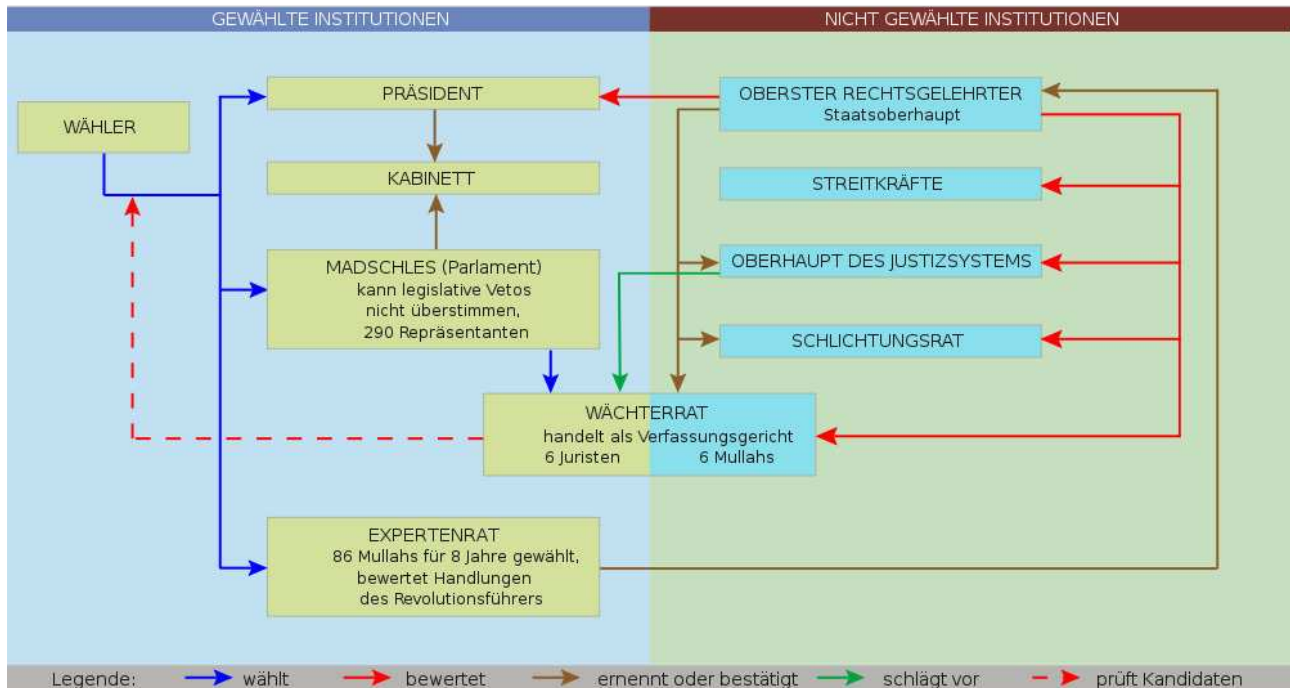 GEWÄHLTE INSTITUTIONEN
NICHT GEWÄHLTE INSTITUTIONEN
WÄHLER
PRÄSIDENT
KABINETT
MADSCHLES (Parlament)
kann legislative Vetos
nicht überstimmen,
290 Repräsentanten
OBERSTER RECHTSGELEHRTER
Staatsoberhaupt
STREITKRÄFTE
OBERHAUPT DES JUSTIZSYSTEMS
SCHLICHTUNGSRAT
WÄCHTERRAT
handelt als Verfassungsgericht
6 Juristen 6 Mullahs
EXPERTENRAT
86 Mullahs für 8 Jahre gewählt,
bewertet Handlungen
des Revolutionsführers
Legende: wählt bewertet ernennt oder bestätigt schlägt vor prüft Kandidaten